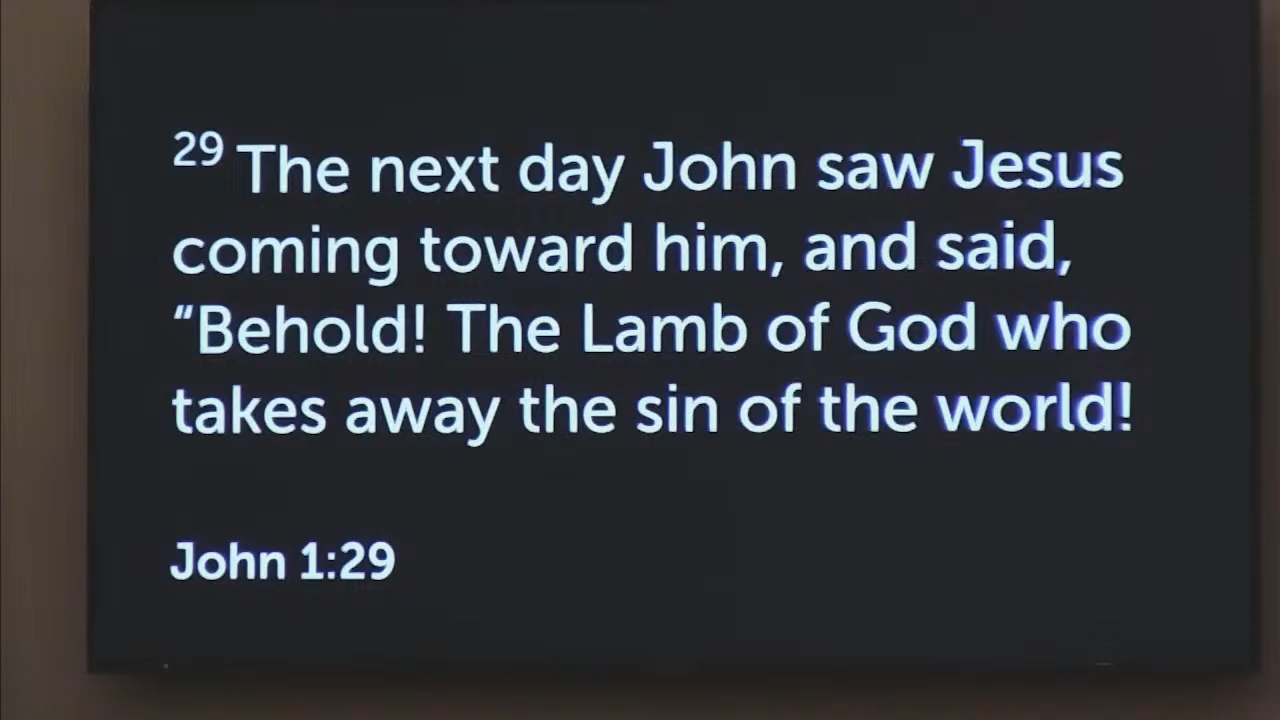 29 The next day John saw Jesus
coming toward him, and said,
“Behold! The Lamb of God who
takes away the sin of the world!
John 1:29